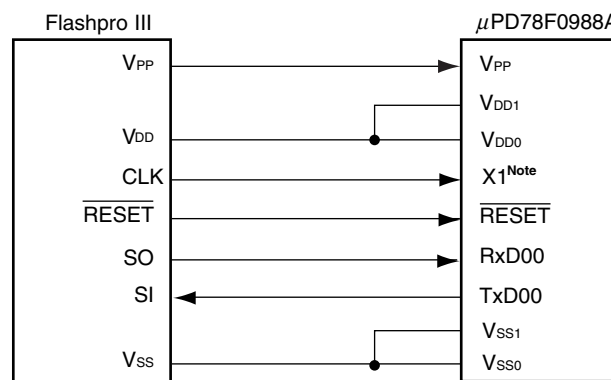 Flashpro III
μPD78F0988A
VPP
VPP
VDD1
VDD
VDD0
CLK
X1Note
RESET
RESET
SO
RxD00
SI
TxD00
VSS1
VSS
VSS0